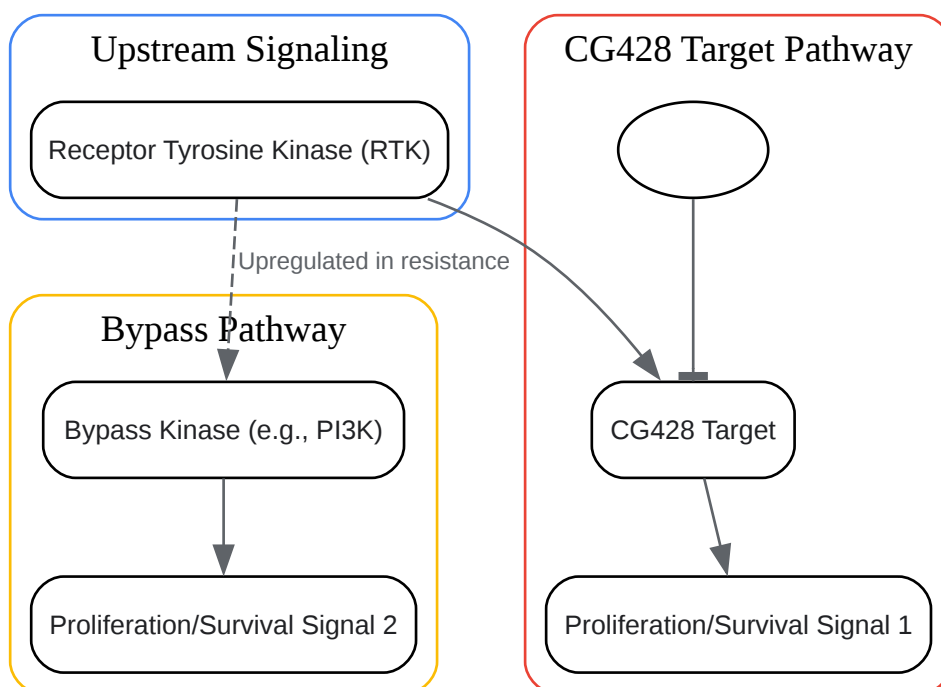 Upstream Signaling
CG428 Target Pathway
Receptor Tyrosine Kinase (RTK)
Upregulated in resistance
Bypass Pathway
Bypass Kinase (e.g., PI3K)
CG428 Target
Proliferation/Survival Signal 2
Proliferation/Survival Signal 1